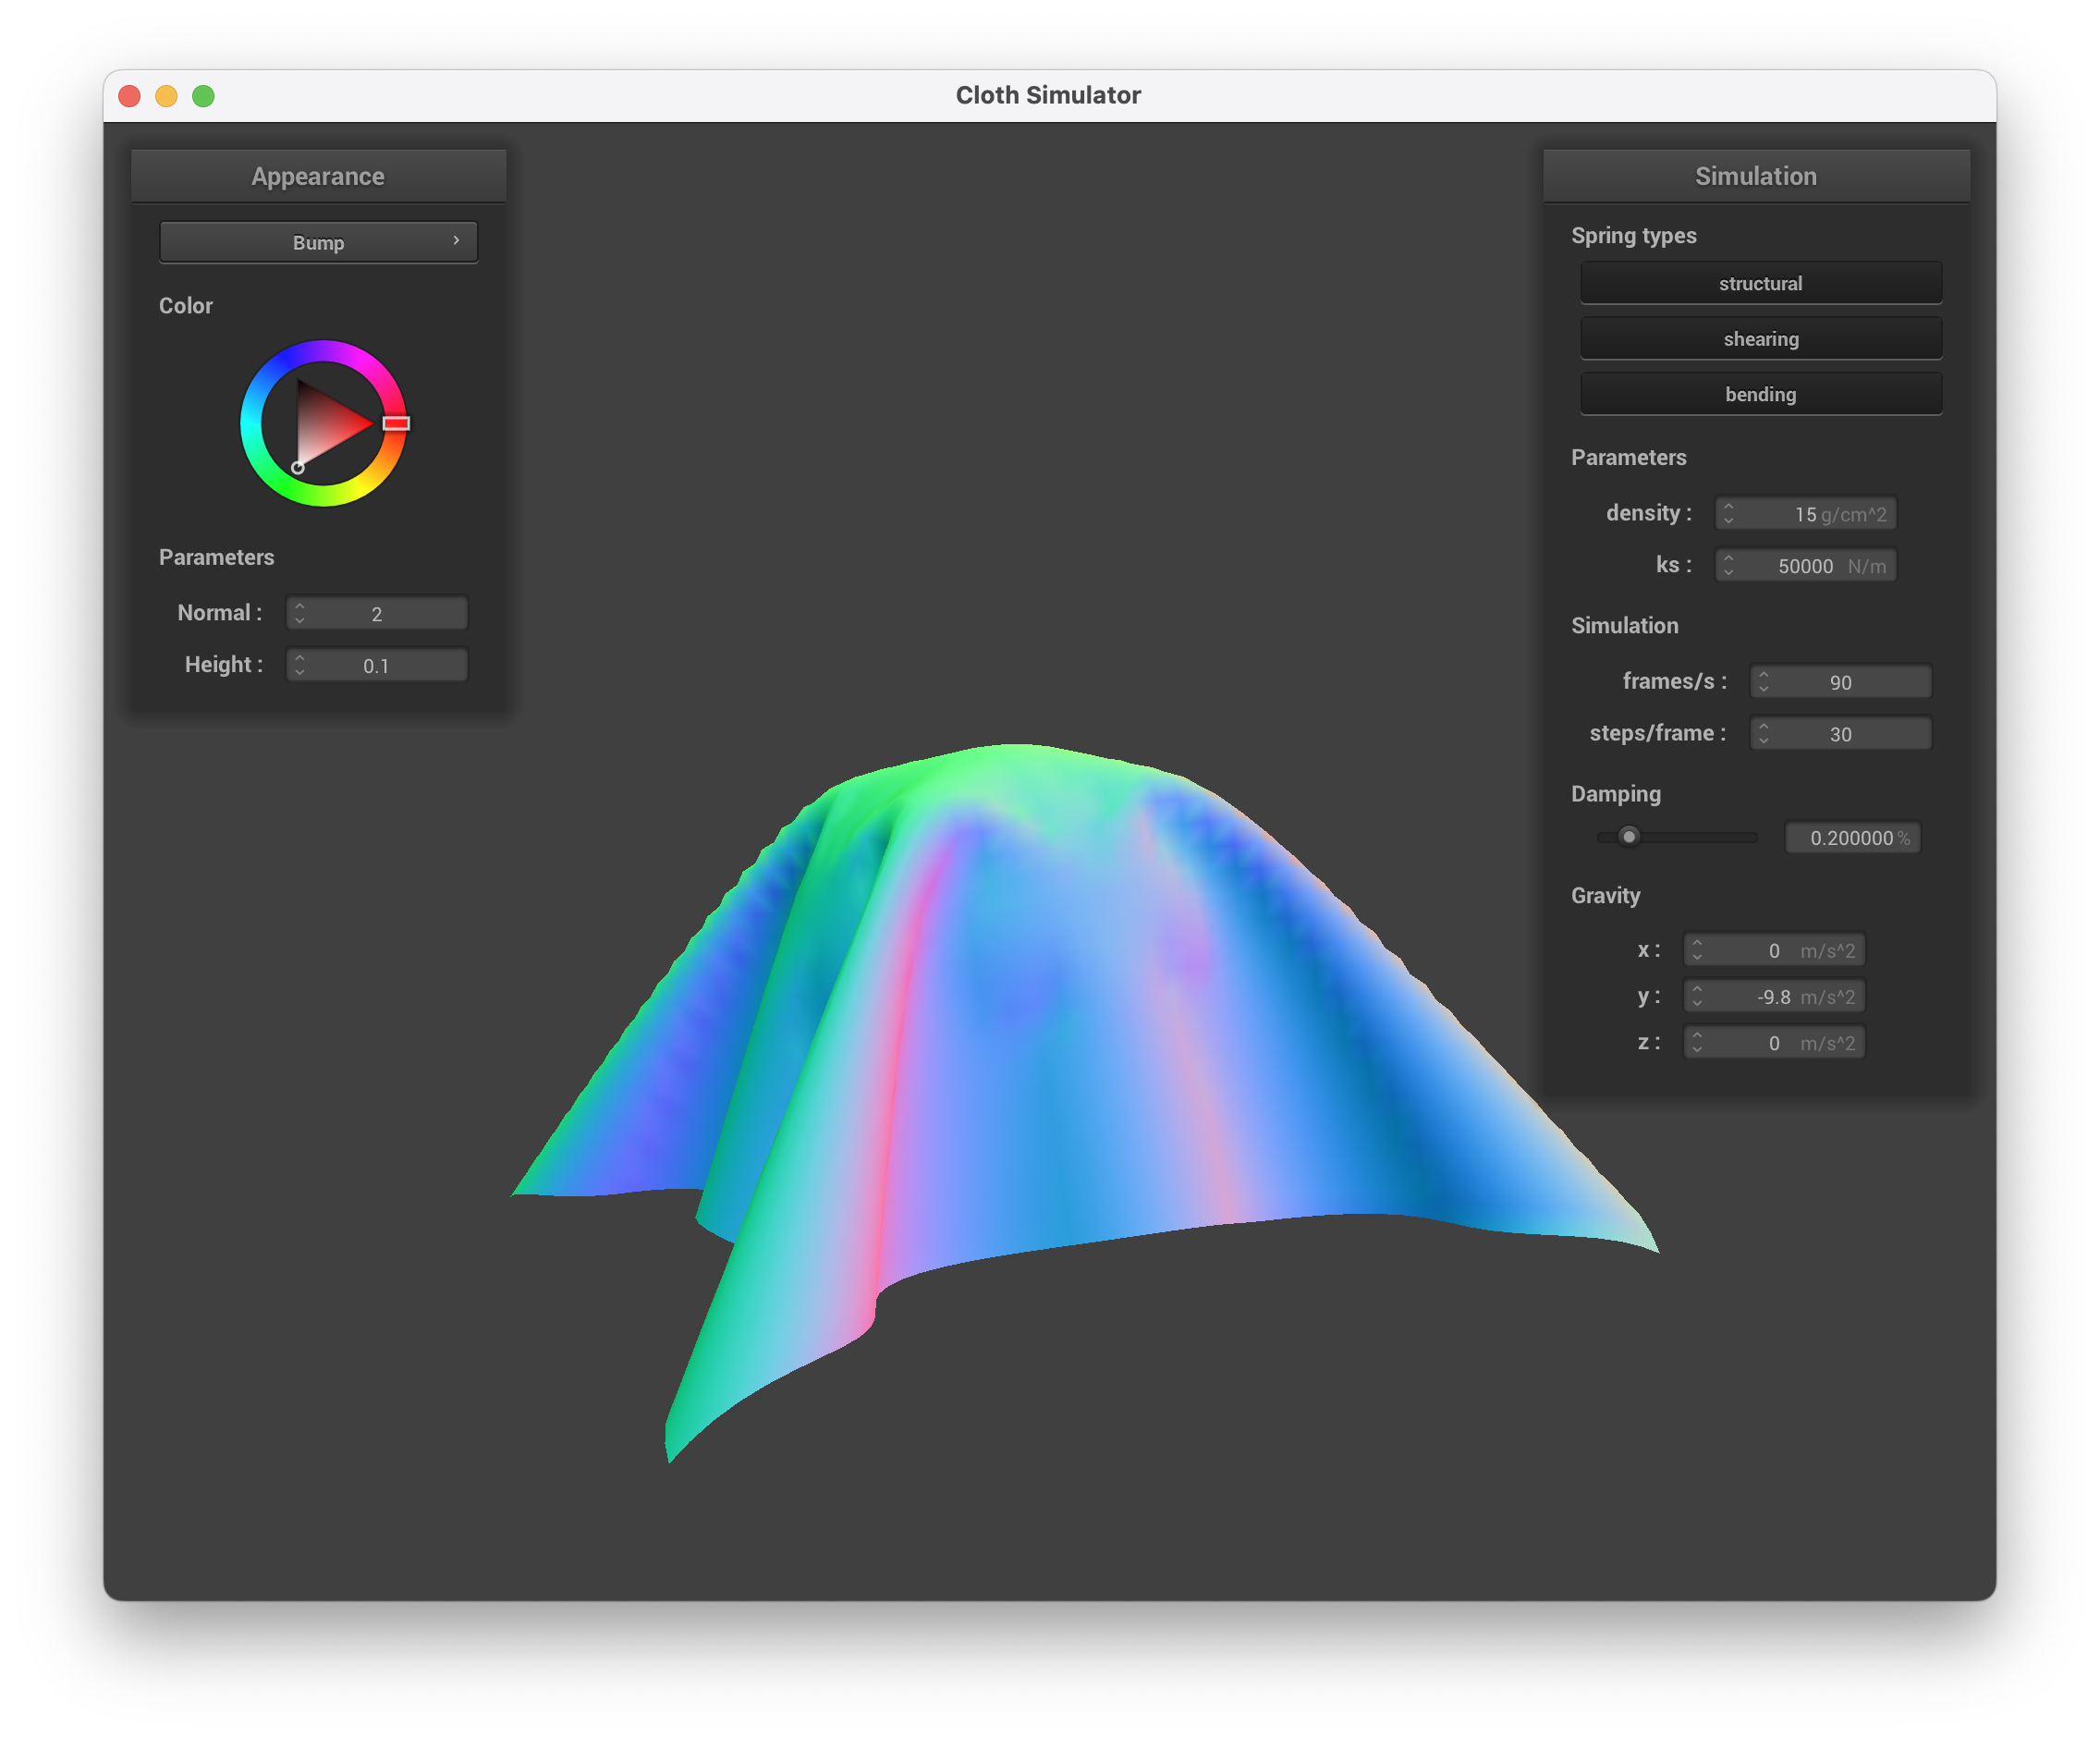 Cloth Simulator
Appearance
Bump
Color
Parameters
Normal : 2
Height : 0.1
Simulation
Spring types
structural
shearing
bending
Parameters
density : 15 g/cm^2
ks : 50000 N/m
Simulation
frames/s : 90
steps/frame : 30
Damping
0.200000 %
Gravity
x : 0 m/s^2
y : -9.8 m/s^2
z : 0 m/s^2